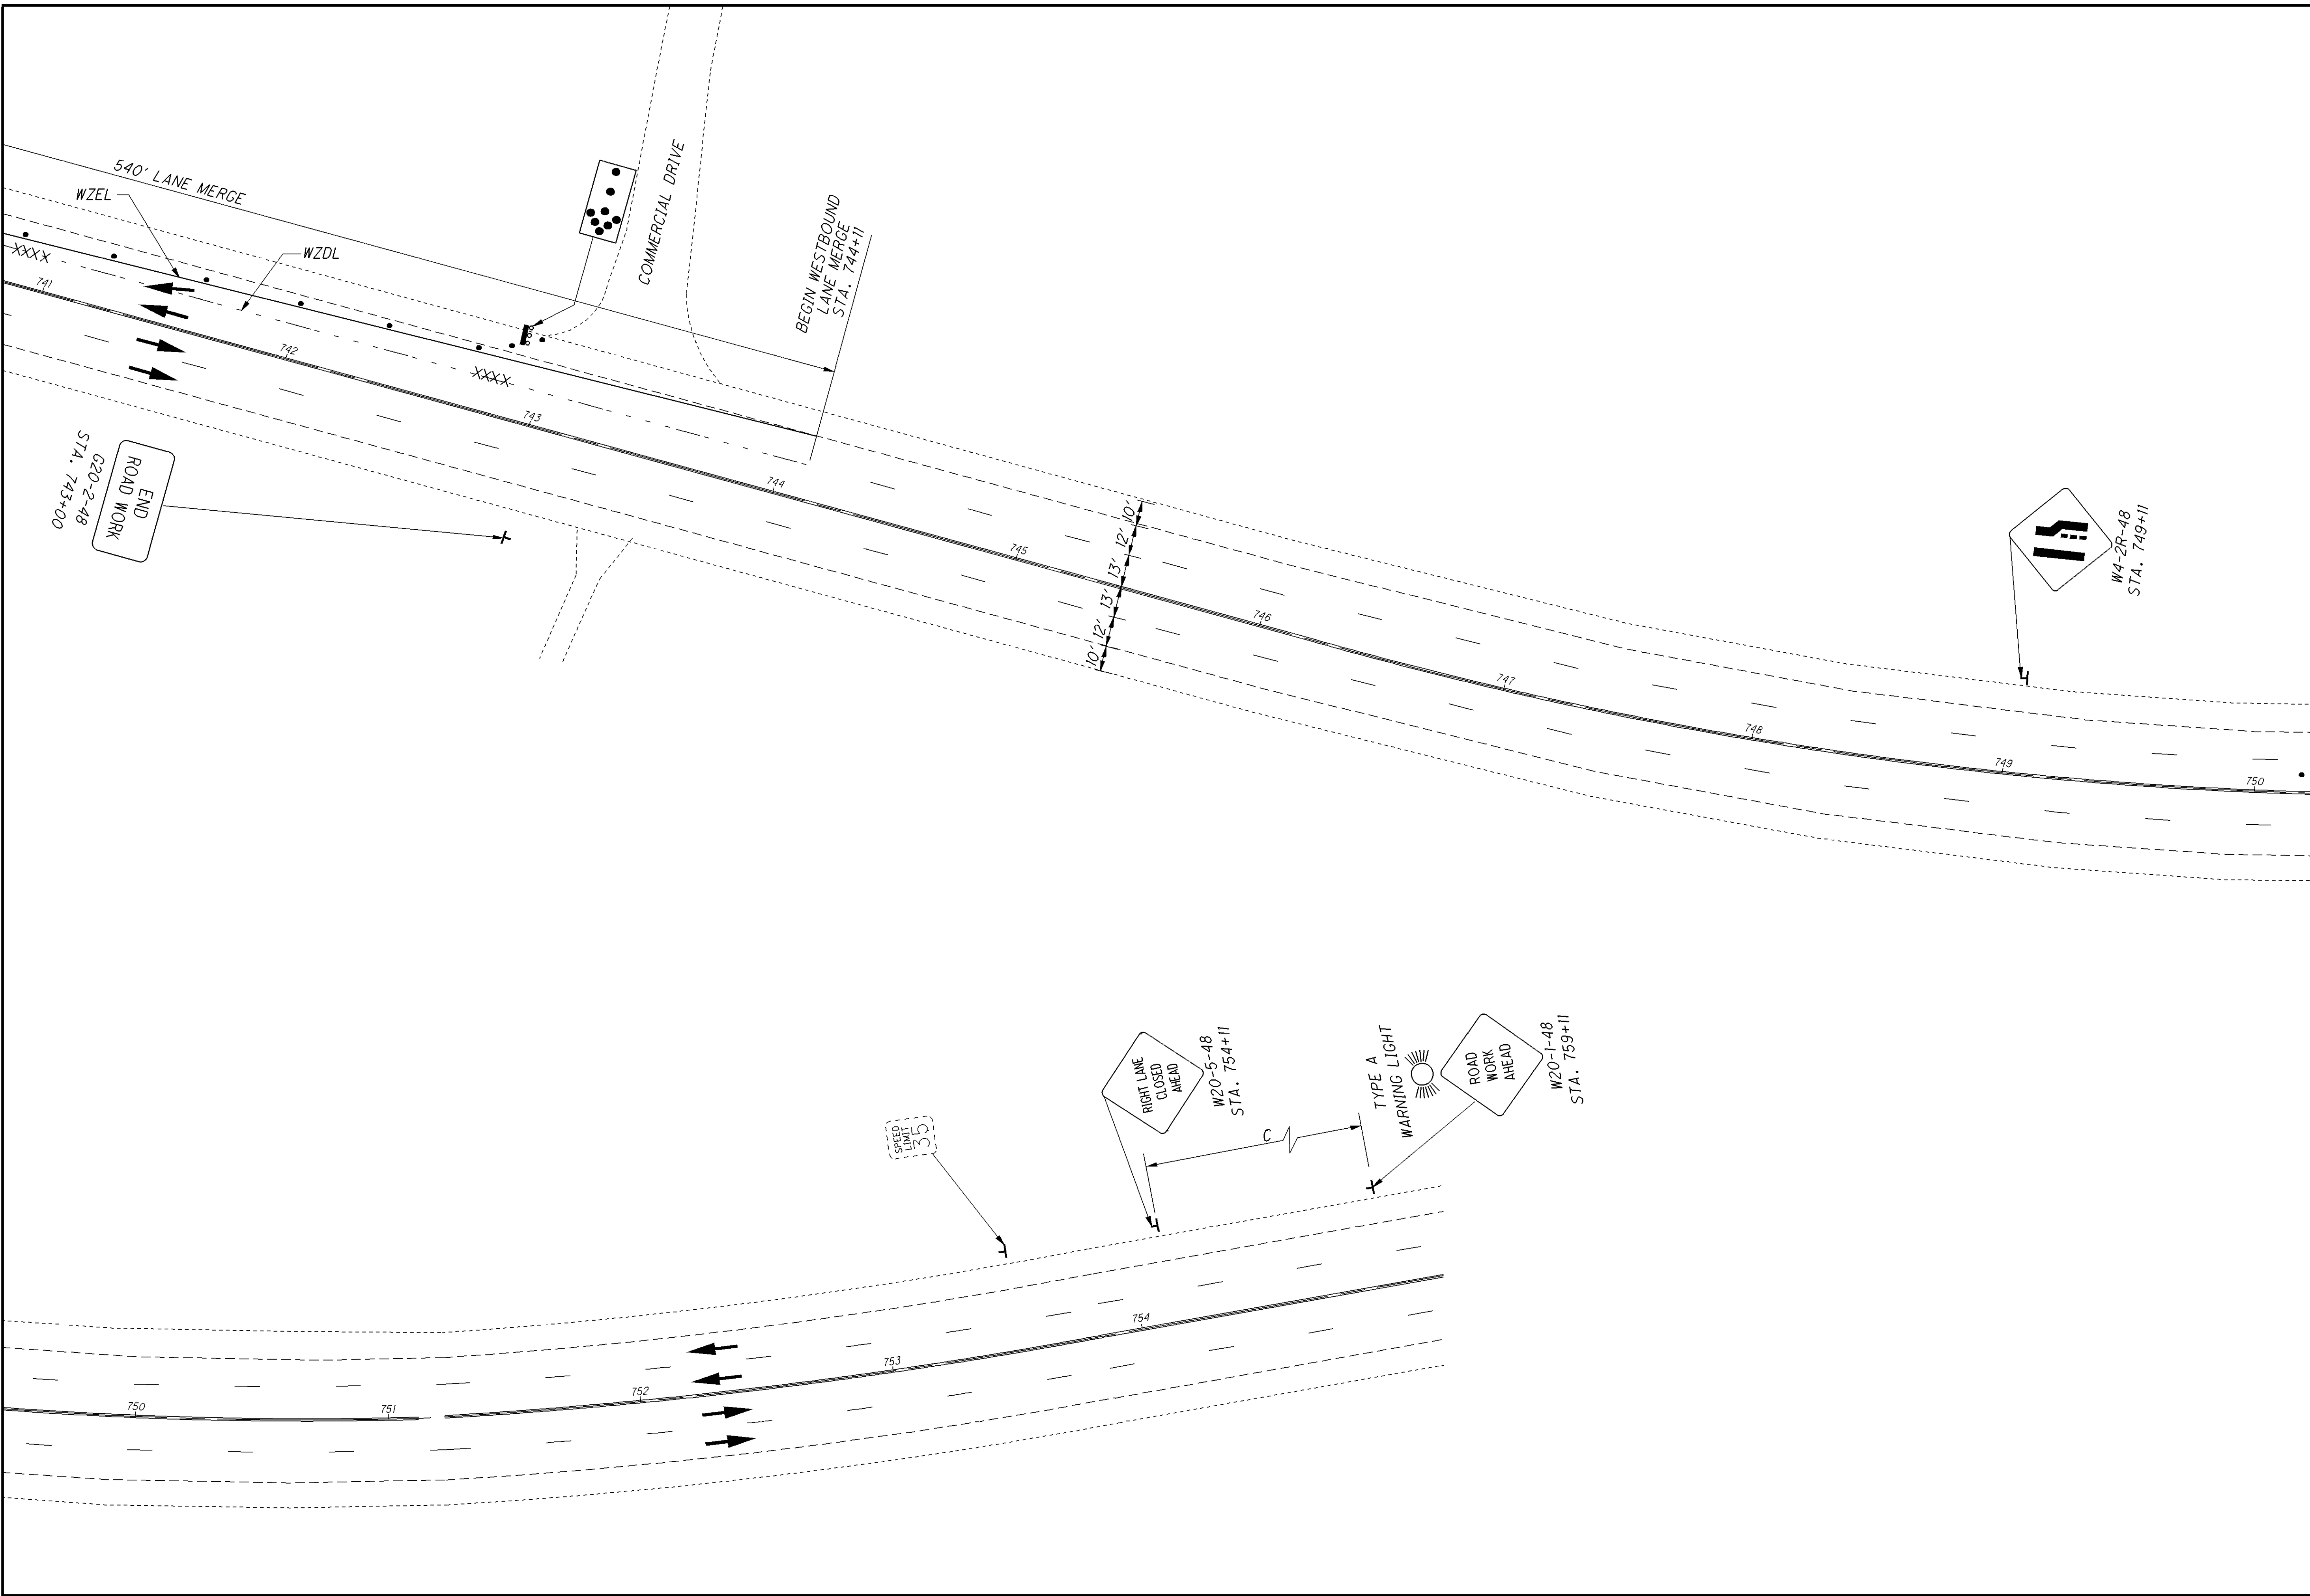 540' LANE MERGE
WZEL
WZDL
XXXX
XXXX
COMMERCIAL DRIVE
BEGIN WESTBOUND
LANE MERGE
STA. 744+11
741
742
743
744
745
746
747
748
749
750
END
ROAD WORK
G20-2-48
STA. 743+00
10'
12'
13'
13'
12'
10'
W4-2R-48
STA. 749+11
SPEED
LIMIT
35
RIGHT LANE
CLOSED
AHEAD
W20-5-48
STA. 754+11
C
TYPE A
WARNING LIGHT
ROAD
WORK
AHEAD
W20-1-48
STA. 759+11
750
751
752
753
754